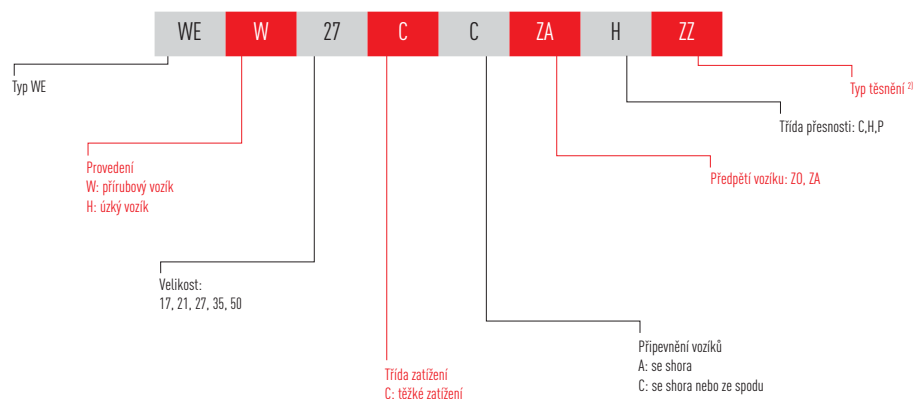 WE W 27 C C ZA H ZZ
Typ WE
Typ těsnění 2)
Třída přesnosti: C,H,P
Provedení
W: přírubový vozík
H: úzký vozík
Předpětí vozíku: Z0, ZA
Velikost:
17, 21, 27, 35, 50
Připevnění vozíků
A: se shora
C: se shora nebo ze spodu
Třída zatížení
C: těžké zatížení